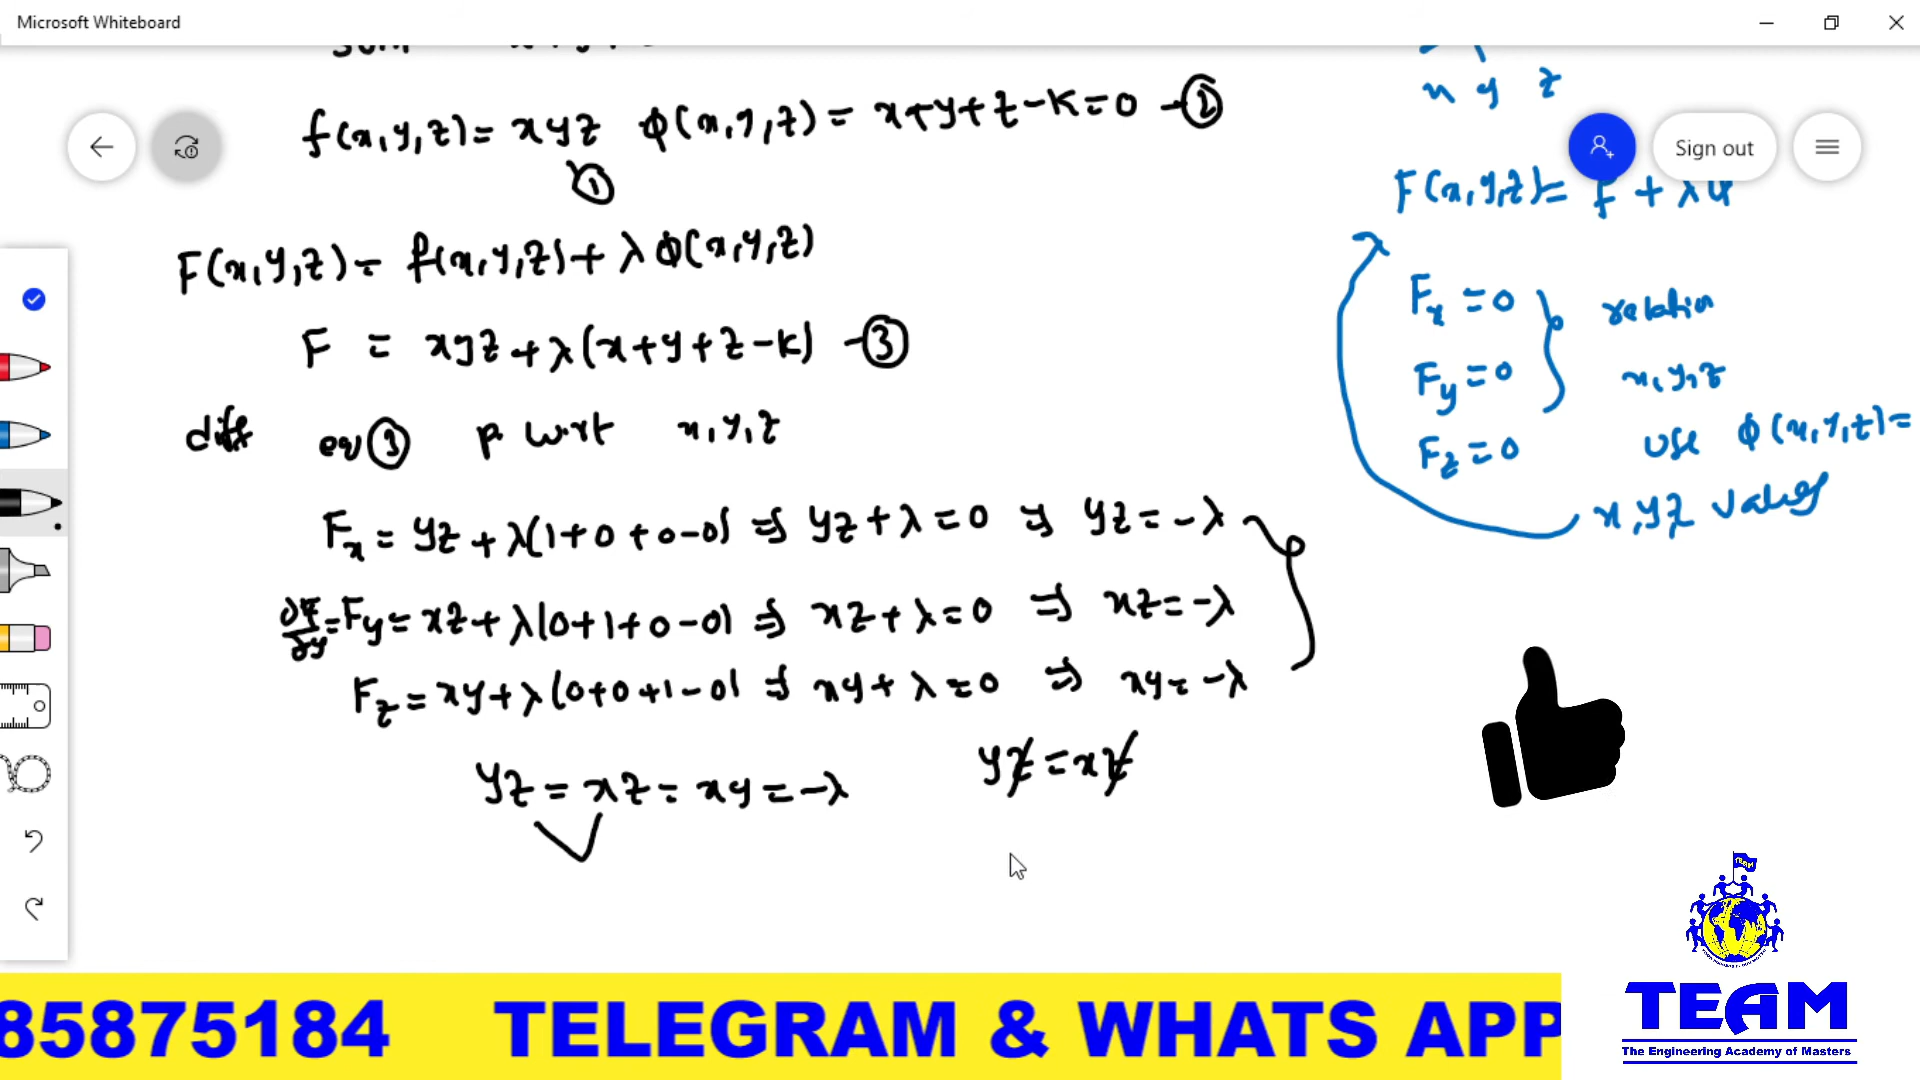 Microsoft Whiteboard
f(x,y,z)= xyz φ(x,y,z)= x+y+z-K=0 -②
①
F(x,y,z)= f(x,y,z)+ λ φ(x,y,z)
F = xyz+λ(x+y+z-K) -③
diff eq ③ p wrt x,y,z
Fx = yz+λ(1+0+0-0) ⇒ yz+λ=0 ⇒ yz=-λ
∂F/∂y=Fy= xz+λ(0+1+0-0) ⇒ xz+λ=0 ⇒ xz=-λ
Fz=xy+λ(0+0+1-0) ⇒ xy+λ=0 ⇒ xy=-λ
yz = xz= xy=-λ
yz=xz
x y z
Sign out
F(x,y,z)= f + λφ
Fx =0
Fy=0
Fz=0
relation
x,y,z
use φ(x,y,z)=
x,y,z values
85875184 TELEGRAM & WHATS APP
TEAM
The Engineering Academy of Masters